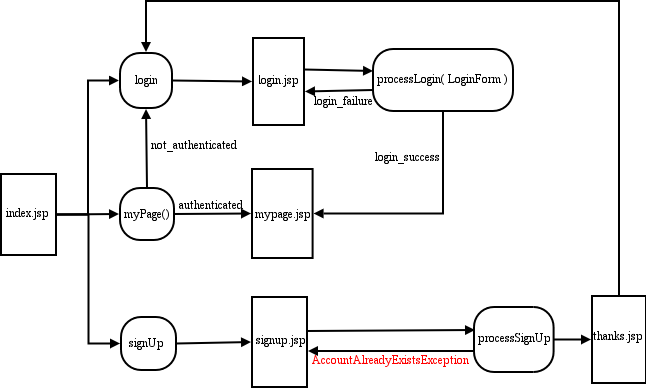 login
login.jsp
processLogin( LoginForm )
login_failure
not_authenticated
login_success
index.jsp
myPage()
authenticated
mypage.jsp
signUp
signup.jsp
processSignUp
thanks.jsp
AccountAlreadyExistsException